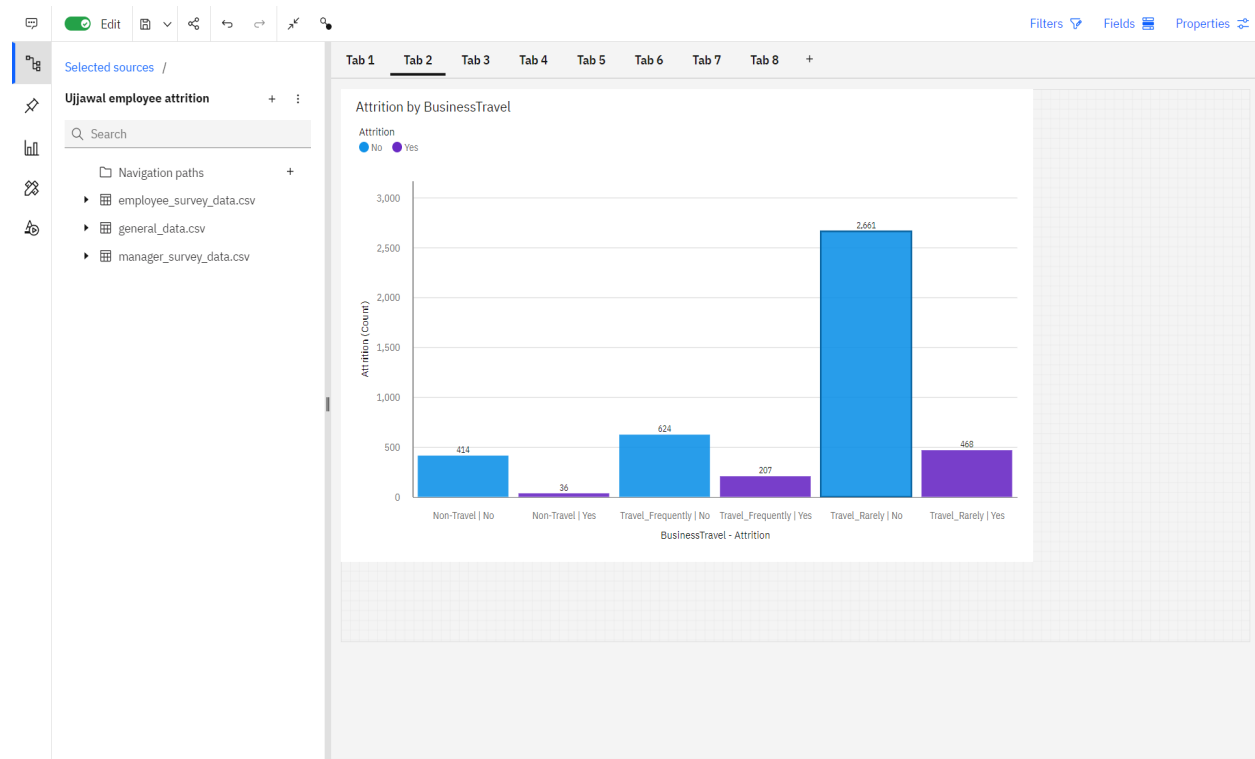 Edit
Filters
Fields
Properties
Selected sources /
Ujjawal employee attrition
Search
Navigation paths
employee_survey_data.csv
general_data.csv
manager_survey_data.csv
Tab 1 Tab 2 Tab 3 Tab 4 Tab 5 Tab 6 Tab 7 Tab 8 +
Attrition by BusinessTravel
Attrition
No Yes
Attrition (Count)
3,000
2,500
2,000
1,500
1,000
500
0
414
36
624
207
2,661
468
Non-Travel | No
Non-Travel | Yes
Travel_Frequently | No
Travel_Frequently | Yes
Travel_Rarely | No
Travel_Rarely | Yes
BusinessTravel - Attrition